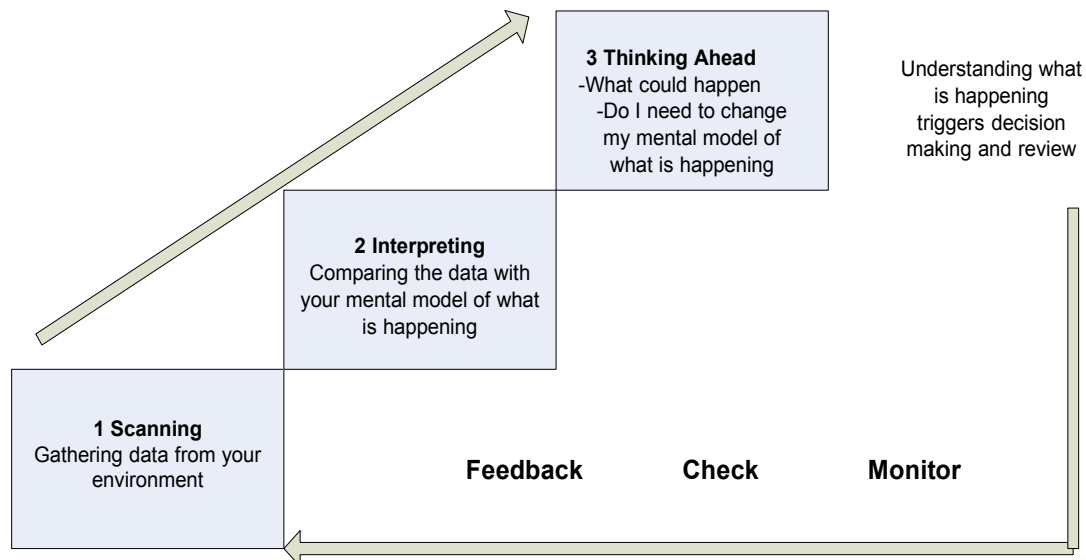 3 Thinking Ahead
-What could happen
-Do I need to change
my mental model of
what is happening
Understanding what
is happening
triggers decision
making and review
2 Interpreting
Comparing the data with
your mental model of what
is happening
1 Scanning
Gathering data from your
environment
Feedback Check Monitor